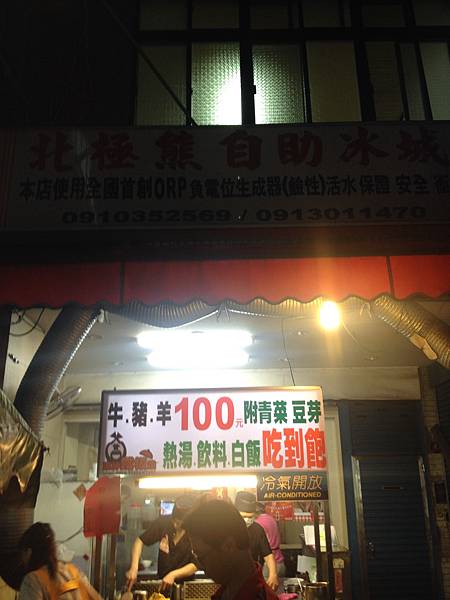 北極熊自助冰城
本店使用全國首創ORP負電位生成器(鹼性)活水 保證 安全 衛
0910352569 / 0913011470
牛.豬.羊100元附青菜 豆芽
熱湯.飲料.白飯吃到飽
冷氣開放
AIR-CONDITIONED